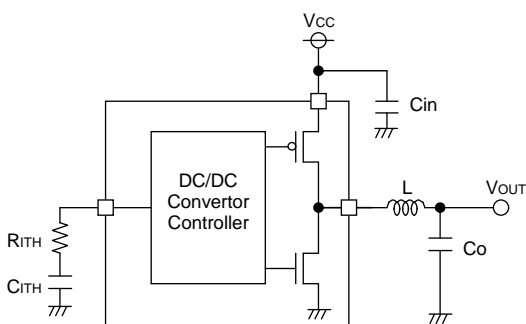 VCC
Cin
DC/DC
Convertor
Controller
L
VOUT
RITH
Co
CITH